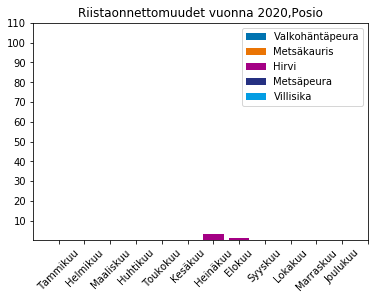 Riistaonnettomuudet vuonna 2020,Posio
110
100
90
80
70
60
50
40
30
20
10
Valkohäntäpeura
Metsäkauris
Hirvi
Metsäpeura
Villisika
Tammikuu
Helmikuu
Maaliskuu
Huhtikuu
Toukokuu
Kesäkuu
Heinäkuu
Elokuu
Syyskuu
Lokakuu
Marraskuu
Joulukuu